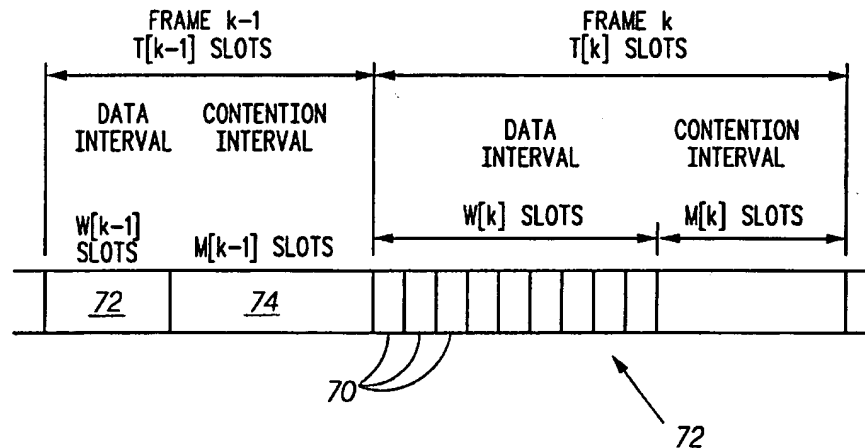 FRAME k-1
T[k-1] SLOTS
FRAME k
T[k] SLOTS
DATA
INTERVAL
CONTENTION
INTERVAL
DATA
INTERVAL
CONTENTION
INTERVAL
W[k-1]
SLOTS
M[k-1] SLOTS
W[k] SLOTS
M[k] SLOTS
72
74
70
72